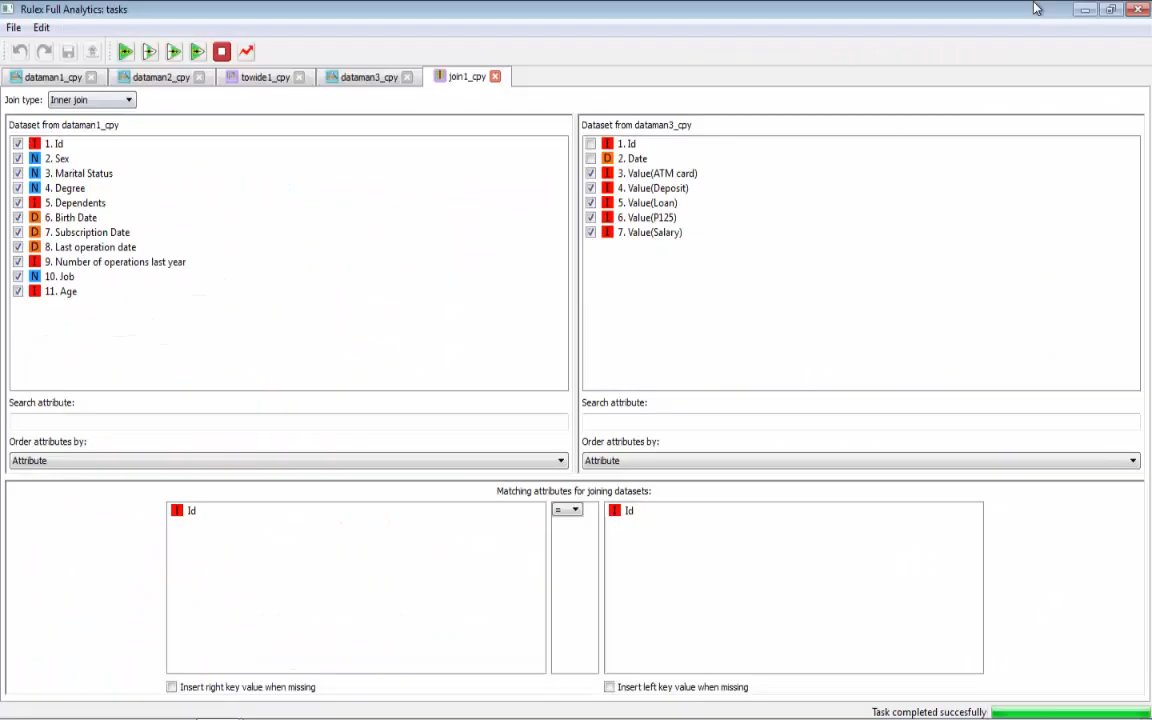 Rulex Full Analytics: tasks
File Edit
dataman1_cpy dataman2_cpy towide1_cpy dataman3_cpy join1_cpy
Join type: Inner join
Dataset from dataman1_cpy
I 1. Id
N 2. Sex
N 3. Marital Status
N 4. Degree
I 5. Dependents
D 6. Birth Date
D 7. Subscription Date
D 8. Last operation date
I 9. Number of operations last year
N 10. Job
I 11. Age
Search attribute:
Order attributes by:
Attribute
Dataset from dataman3_cpy
I 1. Id
D 2. Date
I 3. Value(ATM card)
I 4. Value(Deposit)
I 5. Value(Loan)
I 6. Value(P125)
I 7. Value(Salary)
Search attribute:
Order attributes by:
Attribute
Matching attributes for joining datasets:
I Id = I Id
Insert right key value when missing Insert left key value when missing
Task completed succesfully